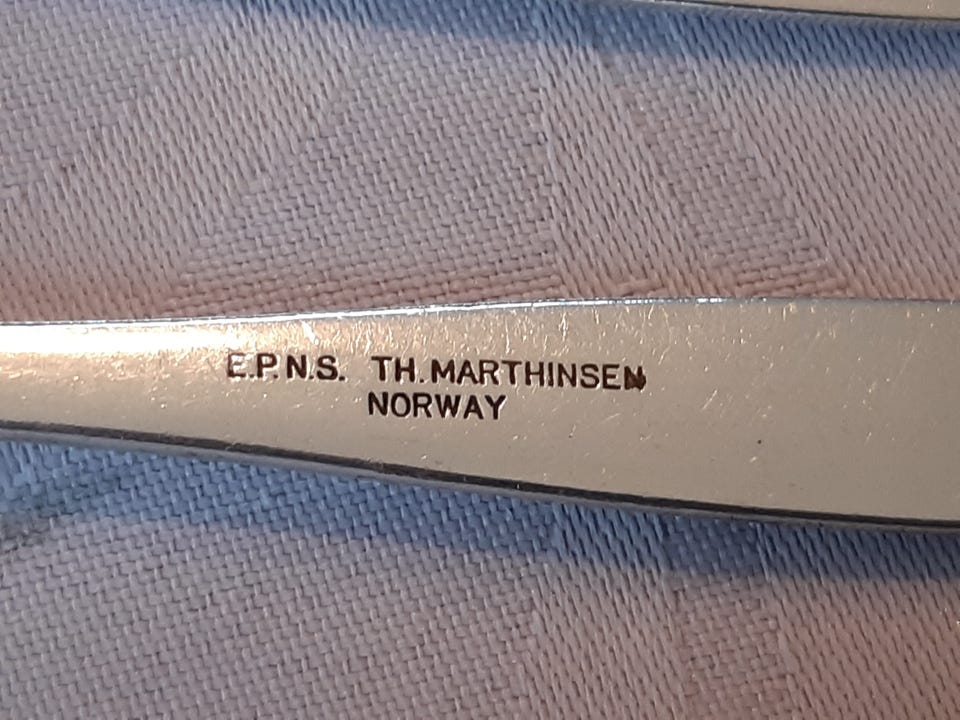 E.P.N.S. TH. MARTHINSEN
NORWAY